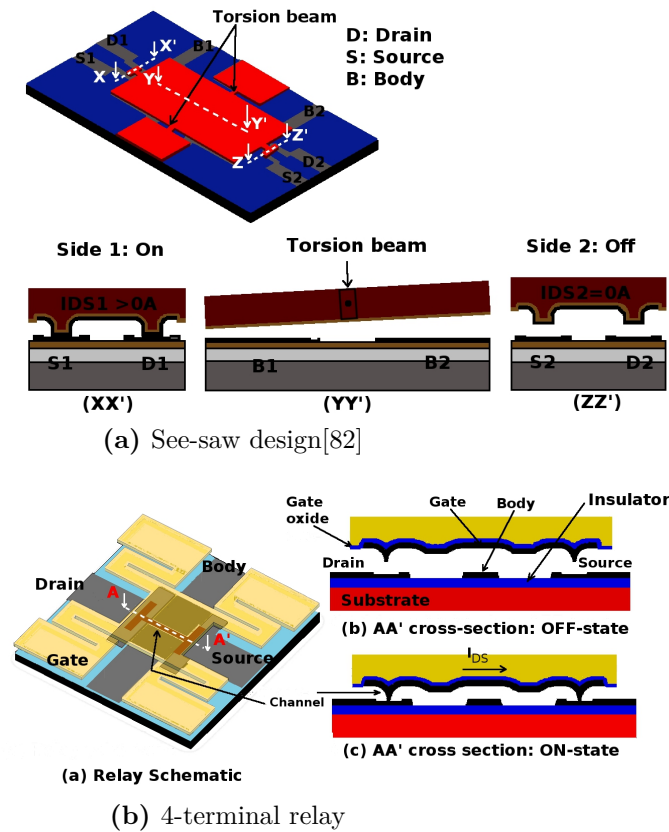 Torsion beam
D: Drain
S: Source
B: Body
D1
X'
B1
S1
X
Y
B2
Y'
Z'
Z
D2
S2
Side 1: On
Torsion beam
Side 2: Off
IDS1 >0A
IDS2=0A
S1
D1
B1
B2
S2
D2
(XX')
(YY')
(ZZ')
(a) See-saw design[82]
Gate oxide
Gate
Body
Insulator
Drain
Source
Substrate
(b) AA' cross-section: OFF-state
Body
Drain
A
A'
Gate
Source
Channel
IDS
(c) AA' cross section: ON-state
(a) Relay Schematic
(b) 4-terminal relay